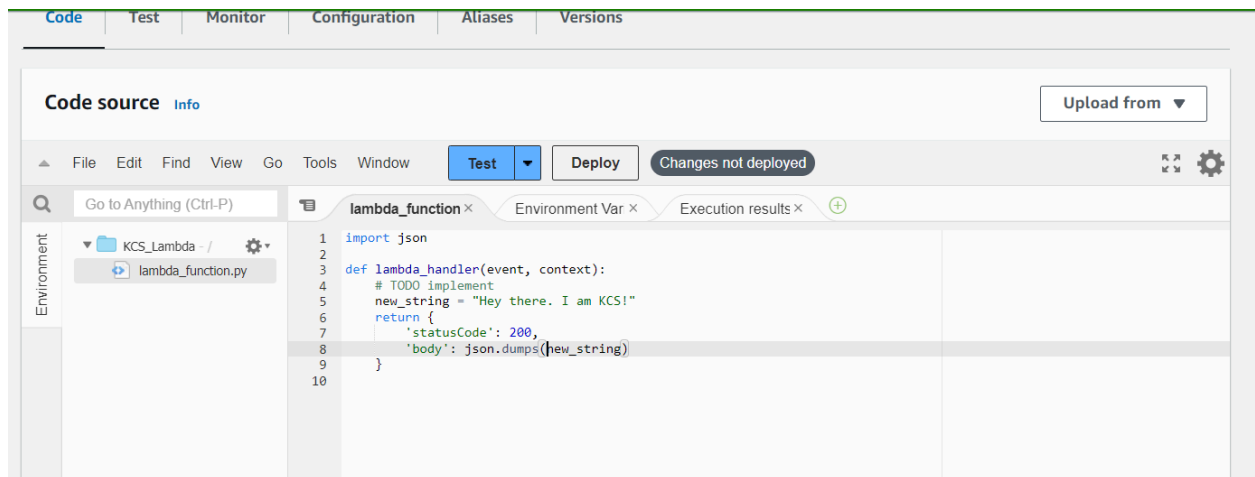 Code Test Monitor Configuration Aliases Versions
Code source Info
Upload from
File Edit Find View Go Tools Window Test Deploy Changes not deployed
Go to Anything (Ctrl-P)
lambda_function Environment Var Execution results
Environment
KCS_Lambda - /
lambda_function.py
1 import json
2
3 def lambda_handler(event, context):
4 # TODO implement
5 new_string = "Hey there. I am KCS!"
6 return {
7 'statusCode': 200,
8 'body': json.dumps(new_string)
9 }
10